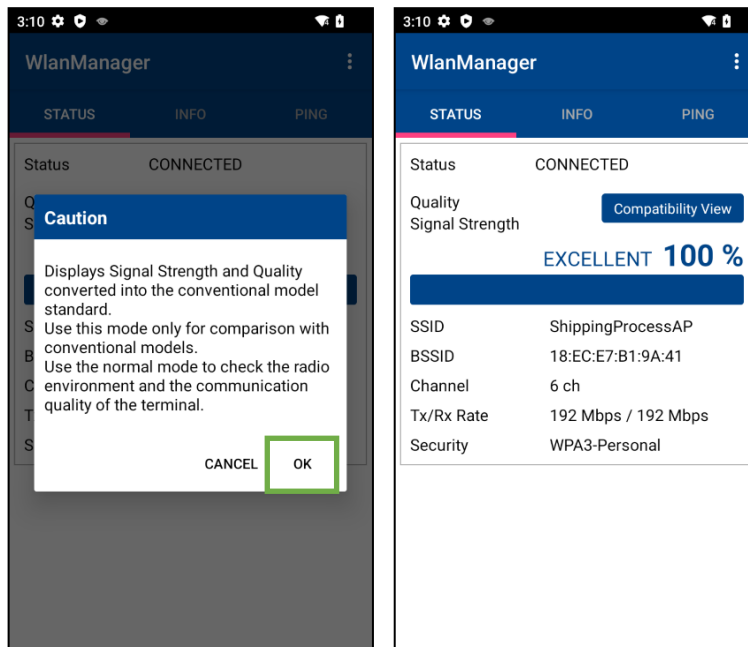 3:10
WlanManager
STATUS INFO PING
Status CONNECTED
Q
S
Caution
Displays Signal Strength and Quality
converted into the conventional model
standard.
Use this mode only for comparison with
conventional models.
Use the normal mode to check the radio
environment and the communication
quality of the terminal.
CANCEL OK
S
B
C
T
S
3:10
WlanManager
STATUS INFO PING
Status CONNECTED
Quality
Signal Strength
Compatibility View
EXCELLENT 100 %
SSID ShippingProcessAP
BSSID 18:EC:E7:B1:9A:41
Channel 6 ch
Tx/Rx Rate 192 Mbps / 192 Mbps
Security WPA3-Personal